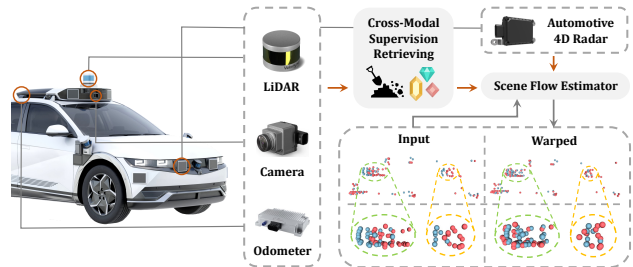 LiDAR
Camera
Odometer
Cross-Modal
Supervision
Retrieving
Automotive
4D Radar
Scene Flow Estimator
Input
Warped